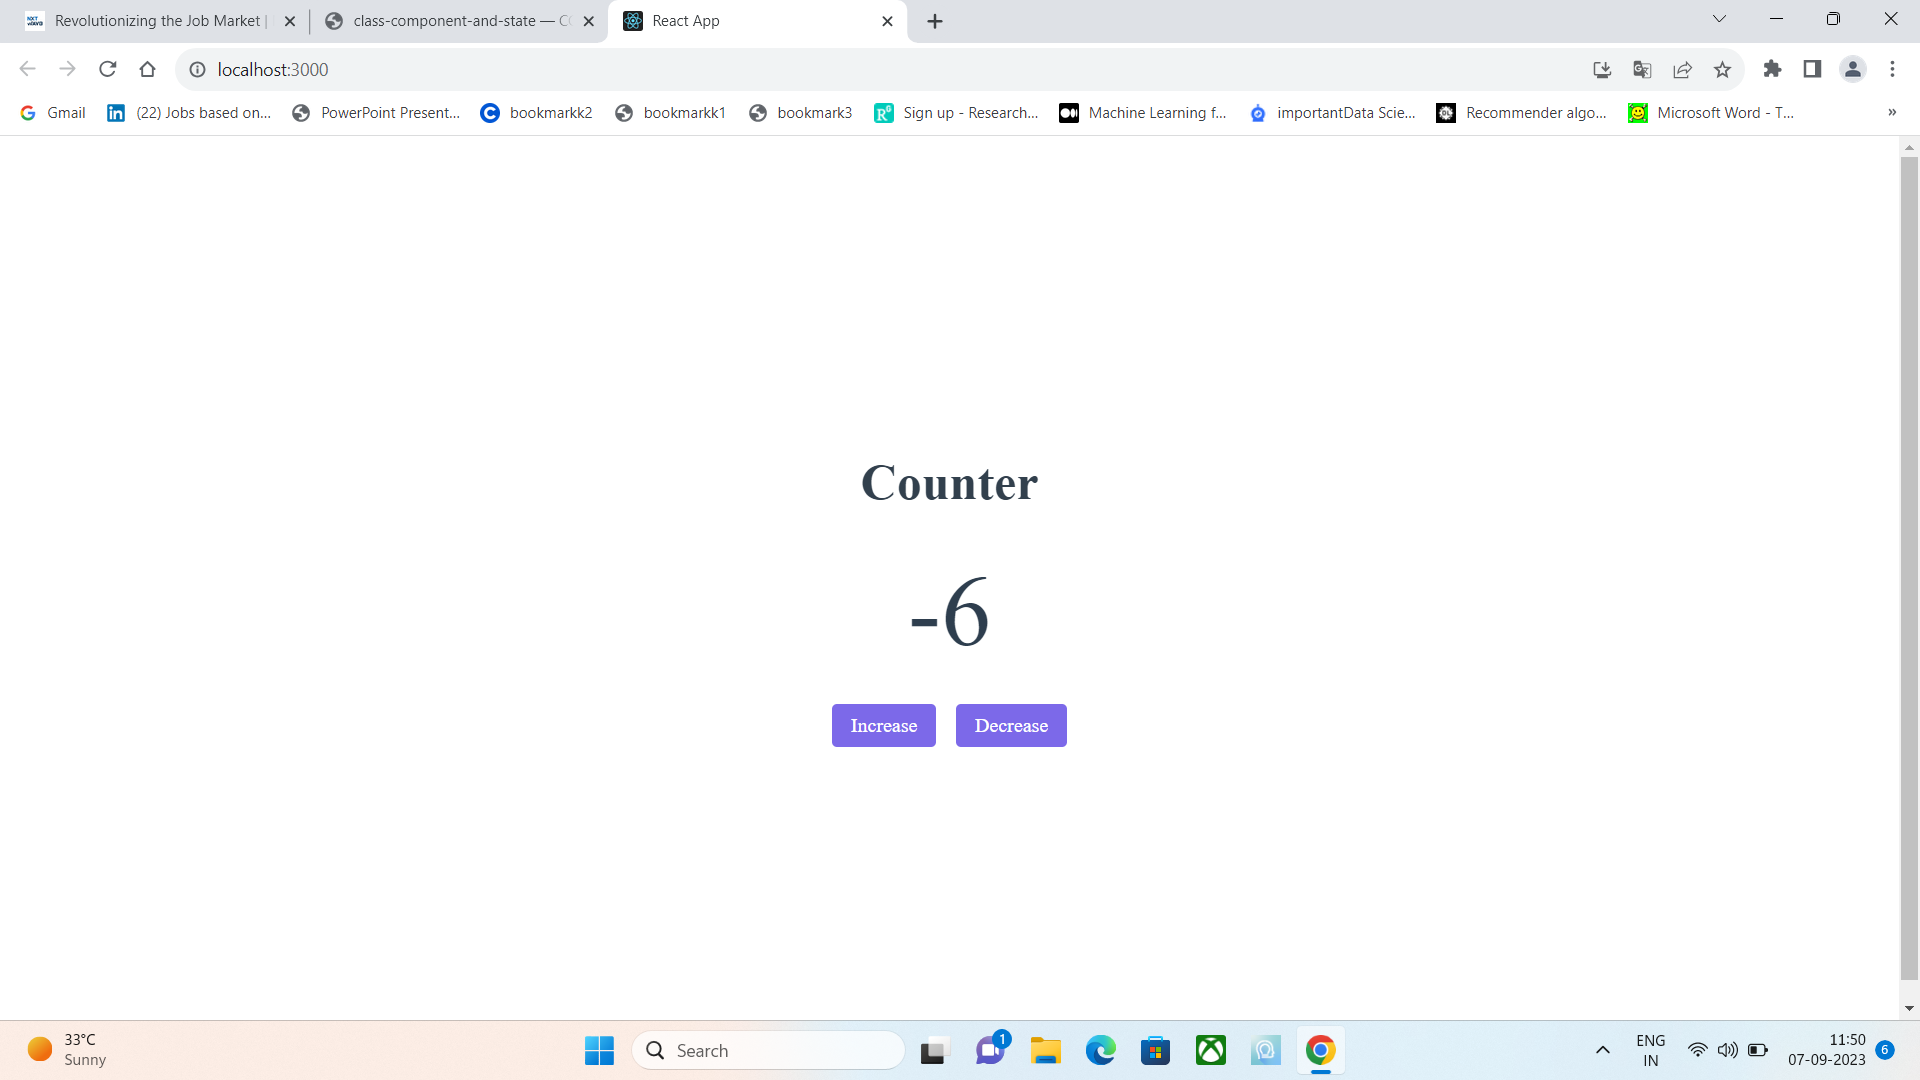 Revolutionizing the Job Market |
class-component-and-state — C
React App
localhost:3000
Gmail
(22) Jobs based on...
PowerPoint Present...
bookmarkk2
bookmarkk1
bookmark3
Sign up - Research...
Machine Learning f...
importantData Scie...
Recommender algo...
Microsoft Word - T...
»
Counter
-6
Increase
Decrease
33°C
Sunny
Search
1
ENG
IN
11:50
07-09-2023
6